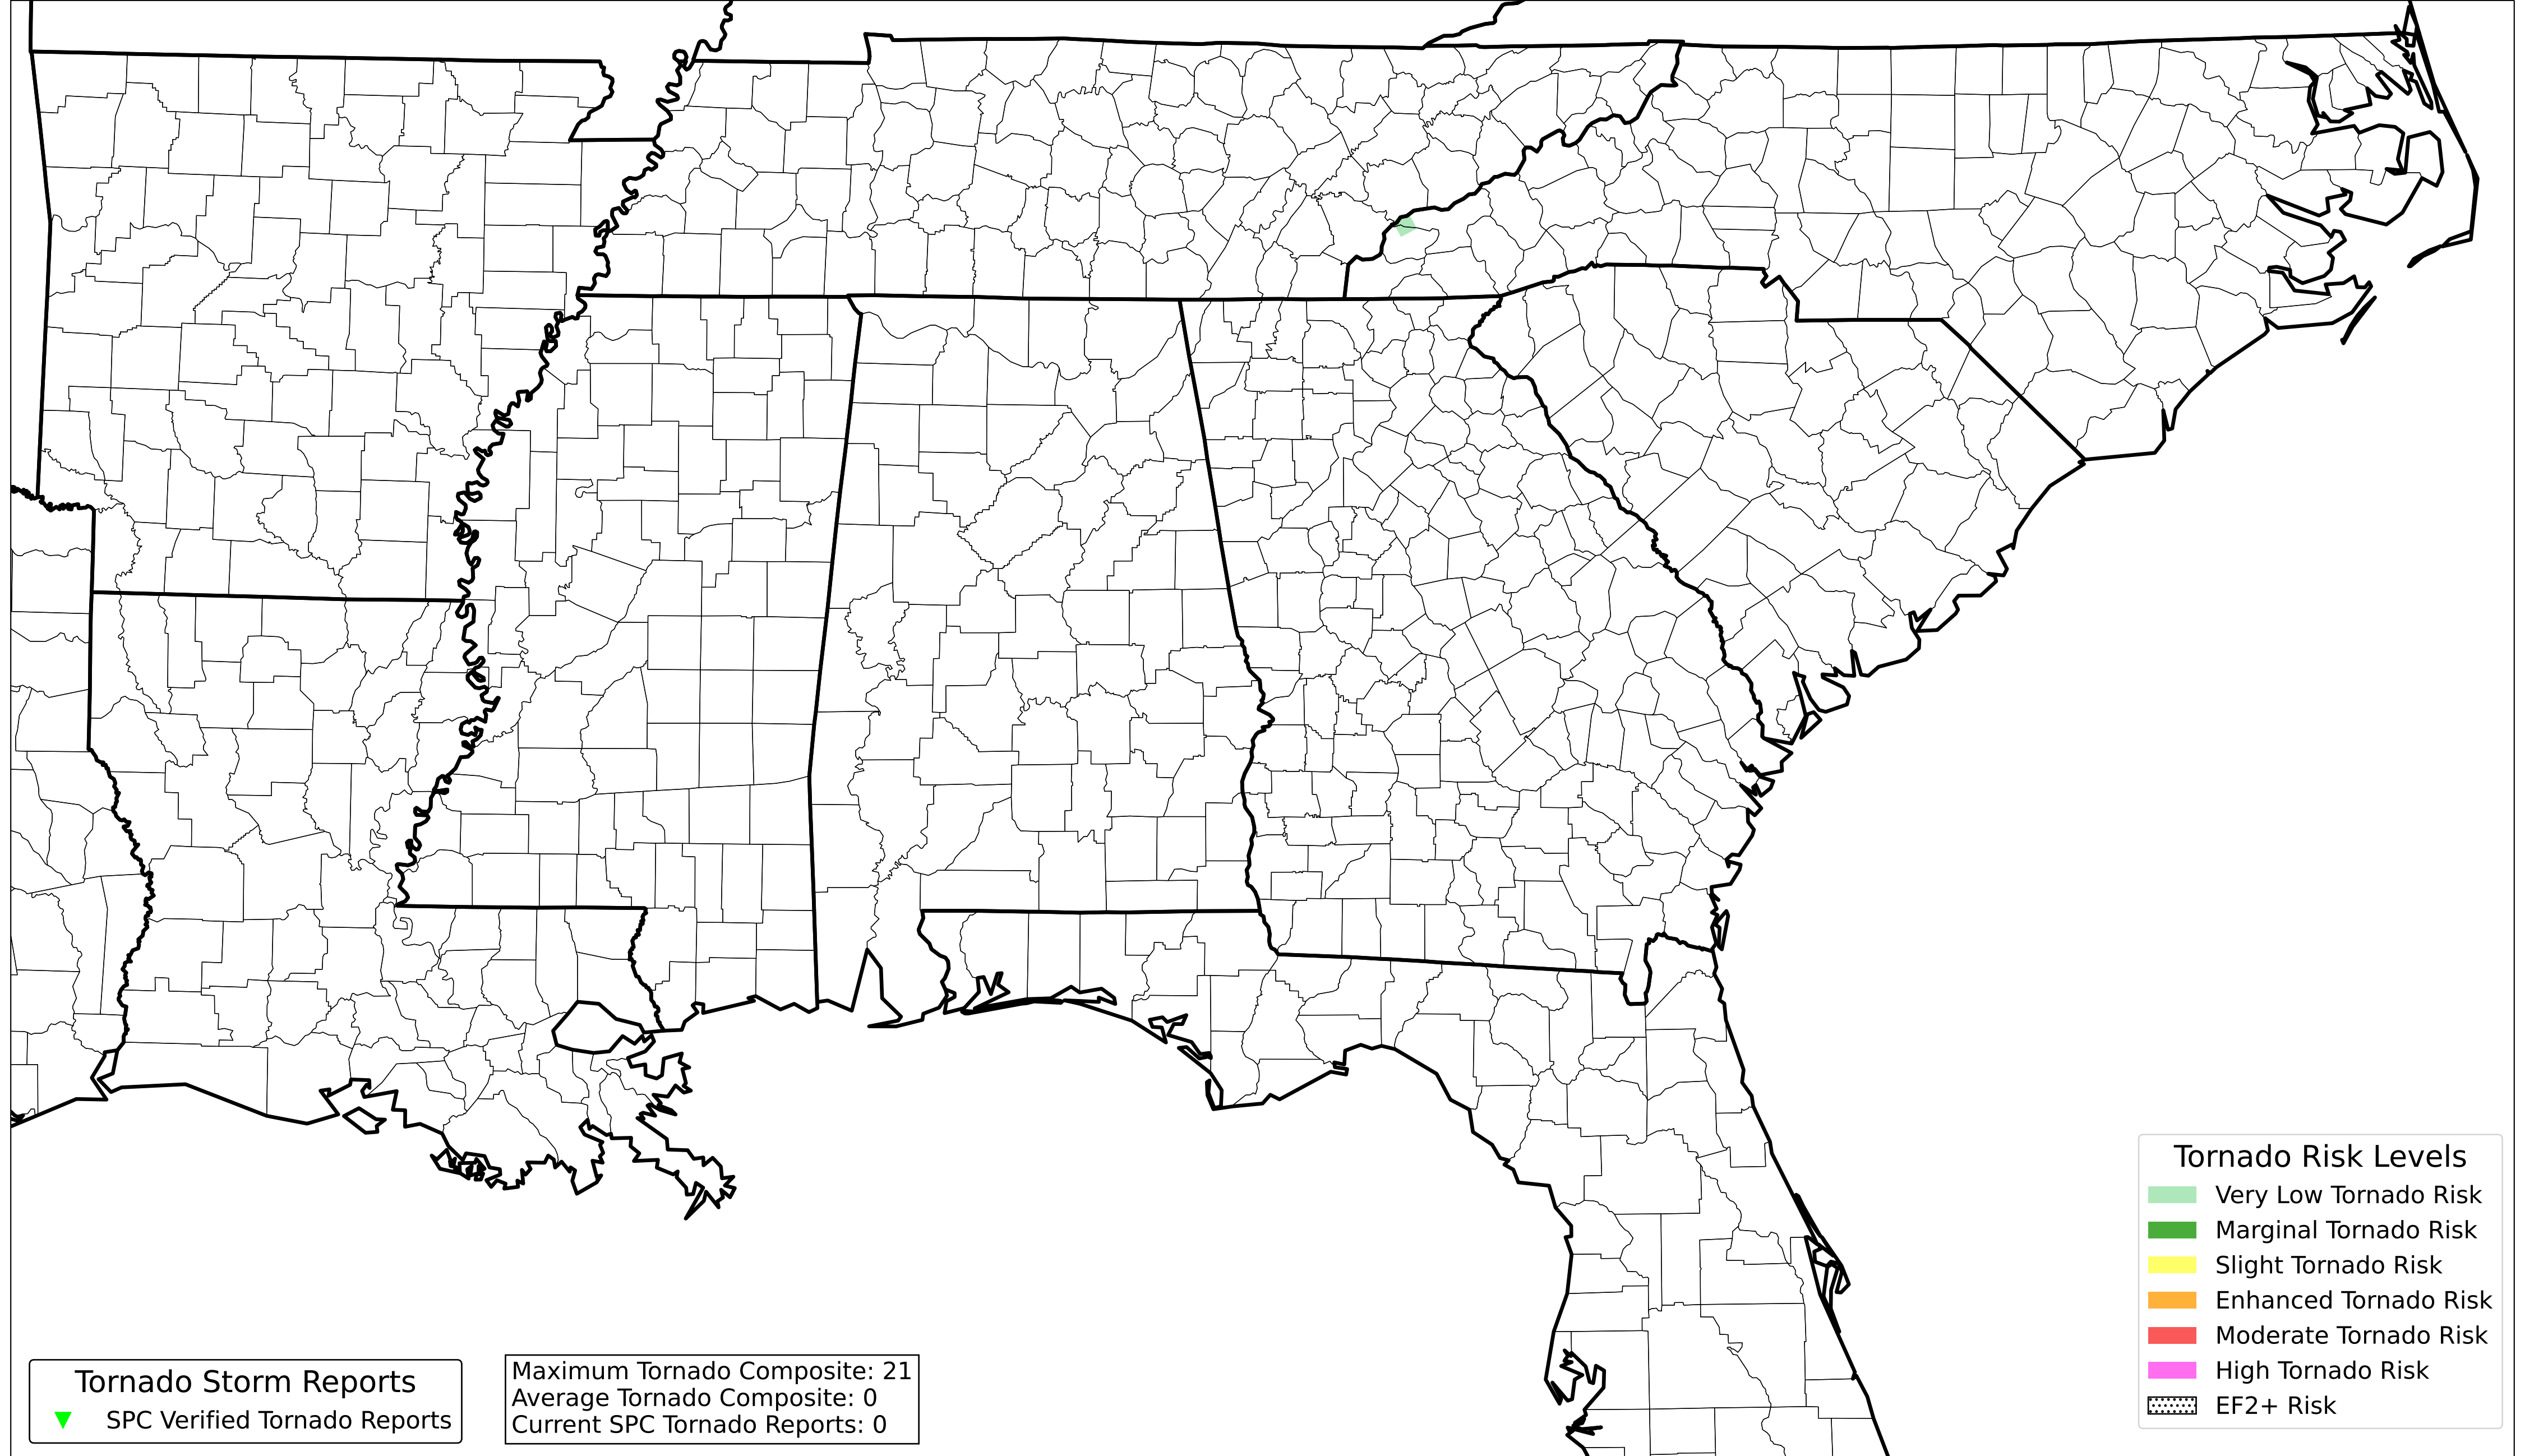 Tornado Storm Reports
SPC Verified Tornado Reports
Maximum Tornado Composite: 21
Average Tornado Composite: 0
Current SPC Tornado Reports: 0
Tornado Risk Levels
Very Low Tornado Risk
Marginal Tornado Risk
Slight Tornado Risk
Enhanced Tornado Risk
Moderate Tornado Risk
High Tornado Risk
EF2+ Risk